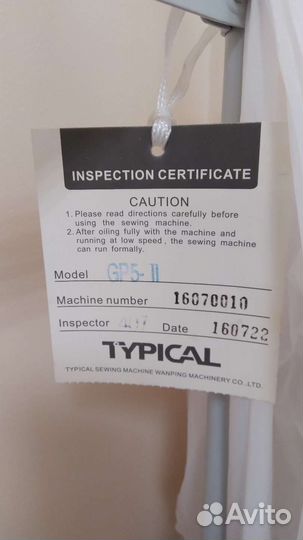 INSPECTION CERTIFICATE
CAUTION
1. Please read directions carefully before
using the sewing machine.
2. After oiling fully with the machine and
running at low speed, the sewing machine
can run formally.
Model GP5-II
Machine number 16070010
Inspector Date 160722
TYPICAL
TYPICAL SEWING MACHINE WANPING MACHINERY CO.,LTD.
Avito